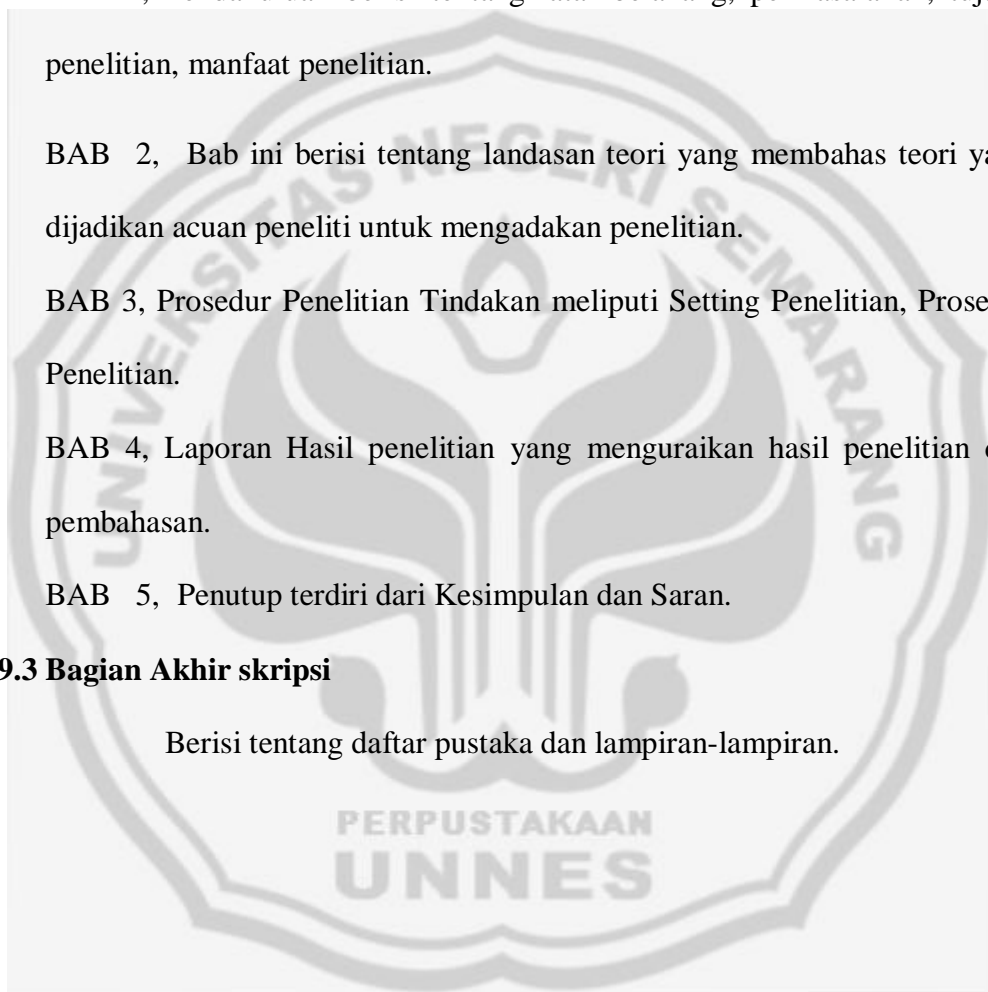 penelitian, manfaat penelitian.
BAB 2, Bab ini berisi tentang landasan teori yang membahas teori
dijadikan acuan peneliti untuk mengadakan penelitian.
BAB 3, Prosedur Penelitian Tindakan meliputi Setting Penelitian,
Penelitian.
BAB 4, Laporan Hasil penelitian yang menguraikan hasil penelitian
pembahasan.
BAB 5, Penutup terdiri dari Kesimpulan dan Saran.
9.3 Bagian Akhir skripsi
Berisi tentang daftar pustaka dan lampiran-lampiran.
UNIVERSITAS NEGERI SEMARANG
PERPUSTAKAAN
UNNES